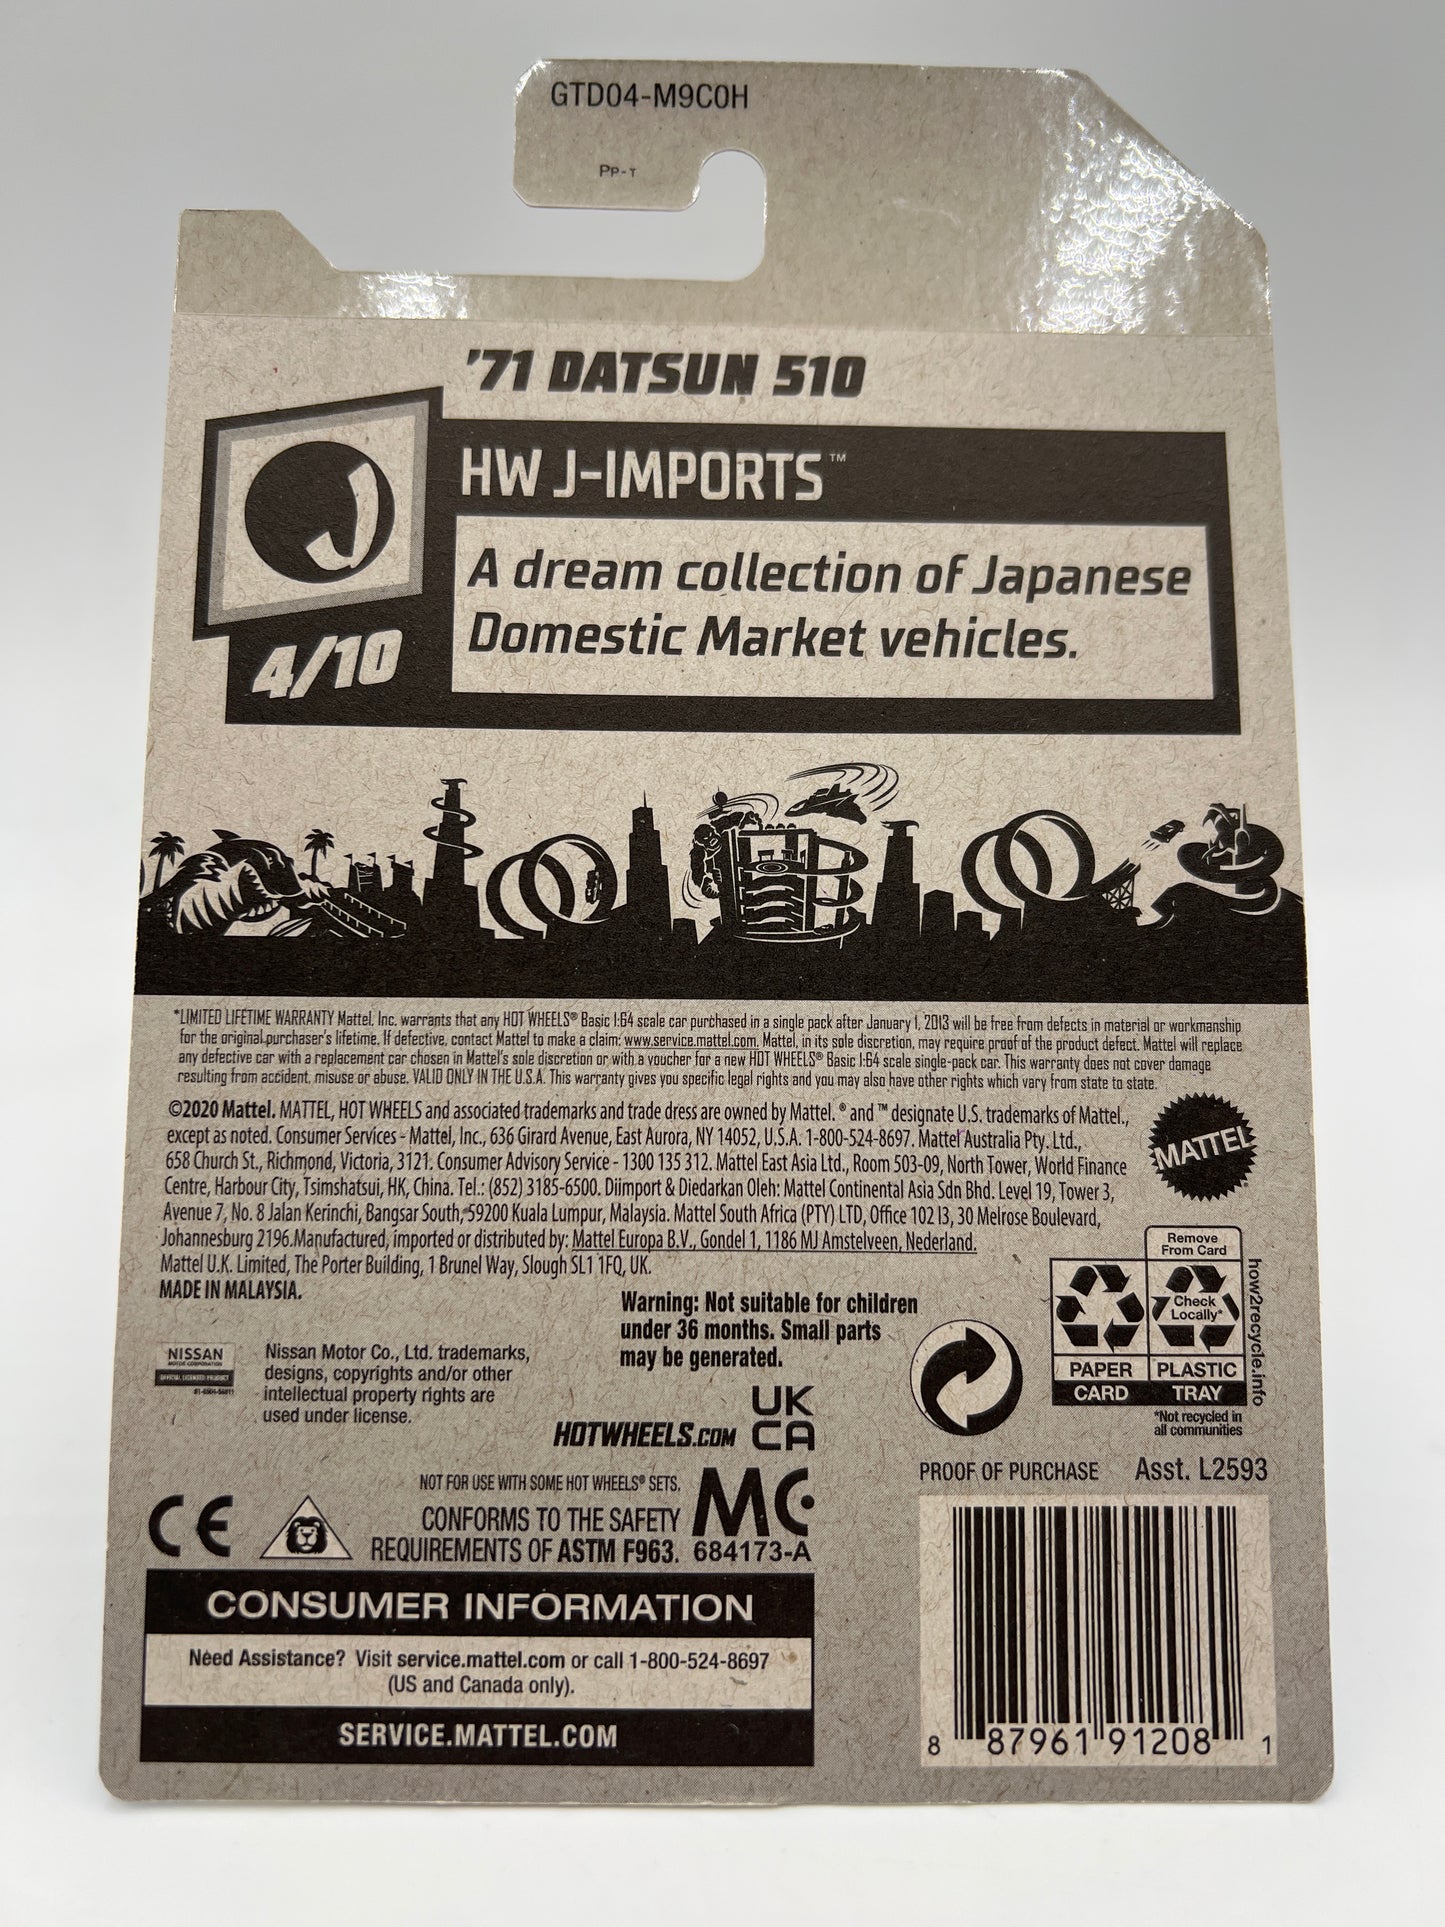 GTD04-M9C0H
PP-T
'71 DATSUN 510
HW J-IMPORTS™
J
A dream collection of Japanese
Domestic Market vehicles.
4/10
*LIMITED LIFETIME WARRANTY Mattel, Inc. warrants that any HOT WHEELS® Basic 1:64 scale car purchased in a single pack after January 1, 2013 will be free from defects in material or workmanship
for the original purchaser's lifetime. If defective, contact Mattel to make a claim: www.service.mattel.com. Mattel, in its sole discretion, may require proof of the product defect. Mattel will replace
any defective car with a replacement car chosen in Mattel's sole discretion or with a voucher for a new HOT WHEELS® Basic 1:64 scale single-pack car. This warranty does not cover damage
resulting from accident, misuse or abuse. VALID ONLY IN THE U.S.A. This warranty gives you specific legal rights and you may also have other rights which vary from state to state.
©2020 Mattel. MATTEL, HOT WHEELS and associated trademarks and trade dress are owned by Mattel. ® and ™ designate U.S. trademarks of Mattel.,
except as noted. Consumer Services - Mattel, Inc., 636 Girard Avenue, East Aurora, NY 14052, U.S.A. 1-800-524-8697. Mattel Australia Pty. Ltd.,
658 Church St., Richmond, Victoria, 3121. Consumer Advisory Service - 1300 135 312. Mattel East Asia Ltd., Room 503-09, North Tower, World Finance
Centre, Harbour City, Tsimshatsui, HK, China. Tel.: (852) 3185-6500. Diimport & Diedarkan Oleh: Mattel Continental Asia Sdn Bhd. Level 19, Tower 3,
Avenue 7, No. 8 Jalan Kerinchi, Bangsar South, 59200 Kuala Lumpur, Malaysia. Mattel South Africa (PTY) LTD, Office 102 I3, 30 Melrose Boulevard,
Johannesburg 2196.Manufactured, imported or distributed by: Mattel Europa B.V., Gondel 1, 1186 MJ Amstelveen, Nederland.
Mattel U.K. Limited, The Porter Building, 1 Brunel Way, Slough SL1 1FQ, UK.
MADE IN MALAYSIA.
MATTEL
Remove
From Card
Check
Locally*
PAPER
CARD
PLASTIC
TRAY
how2recycle.info
*Not recycled in
all communities
Warning: Not suitable for children
under 36 months. Small parts
may be generated.
NISSAN
MOTOR CORPORATION
OFFICIAL LICENSED PRODUCT
Nissan Motor Co., Ltd. trademarks,
designs, copyrights and/or other
intellectual property rights are
used under license.
HOTWHEELS.COM
UK
CA
NOT FOR USE WITH SOME HOT WHEELS® SETS.
CE
CONFORMS TO THE SAFETY
REQUIREMENTS OF ASTM F963.
MC
684173-A
PROOF OF PURCHASE
Asst. L2593
CONSUMER INFORMATION
Need Assistance? Visit service.mattel.com or call 1-800-524-8697
(US and Canada only).
SERVICE.MATTEL.COM
8 87961 91208 1